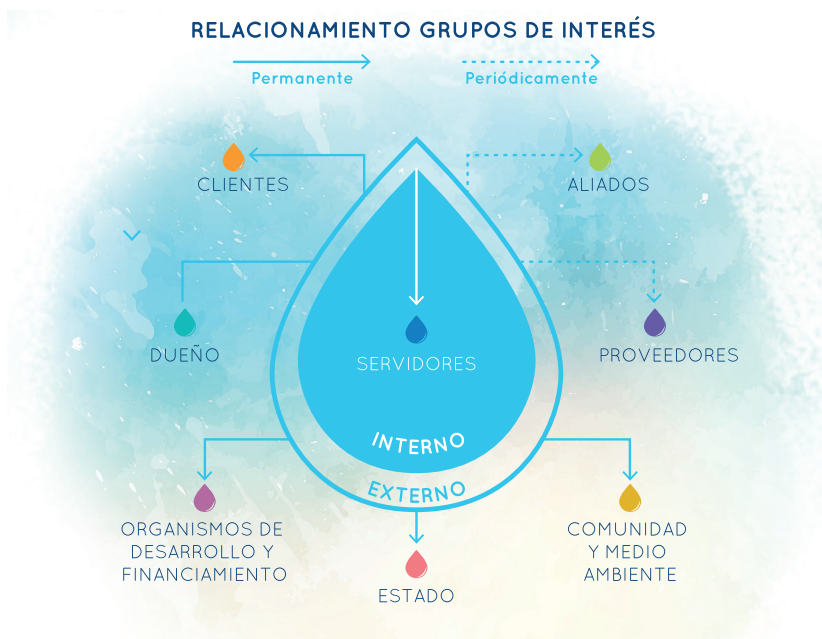 RELACIONAMIENTO GRUPOS DE INTERÉS
Permanente
Periódicamente
CLIENTES
ALIADOS
DUEÑO
SERVIDORES
PROVEEDORES
INTERNO
EXTERNO
ORGANISMOS DE
DESARROLLO Y
FINANCIAMIENTO
ESTADO
COMUNIDAD
Y MEDIO
AMBIENTE